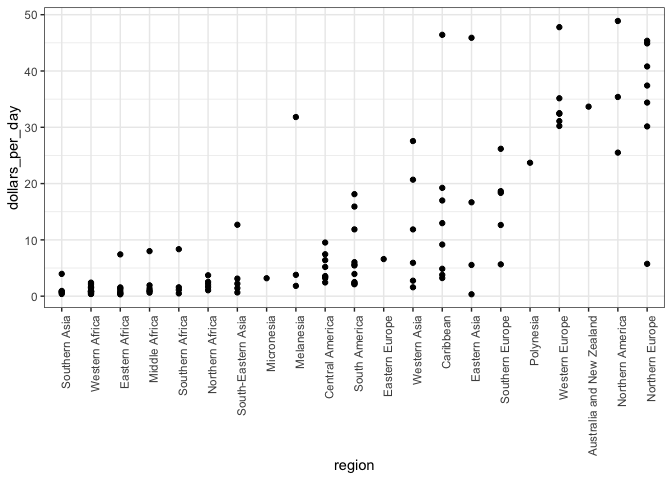 50
40
30
20
10
0
dollars_per_day
Southern Asia
Western Africa
Eastern Africa
Middle Africa
Southern Africa
Northern Africa
South-Eastern Asia
Micronesia
Melanesia
Central America
South America
Eastern Europe
Western Asia
Caribbean
Eastern Asia
Southern Europe
Polynesia
Western Europe
Australia and New Zealand
Northern America
Northern Europe
region